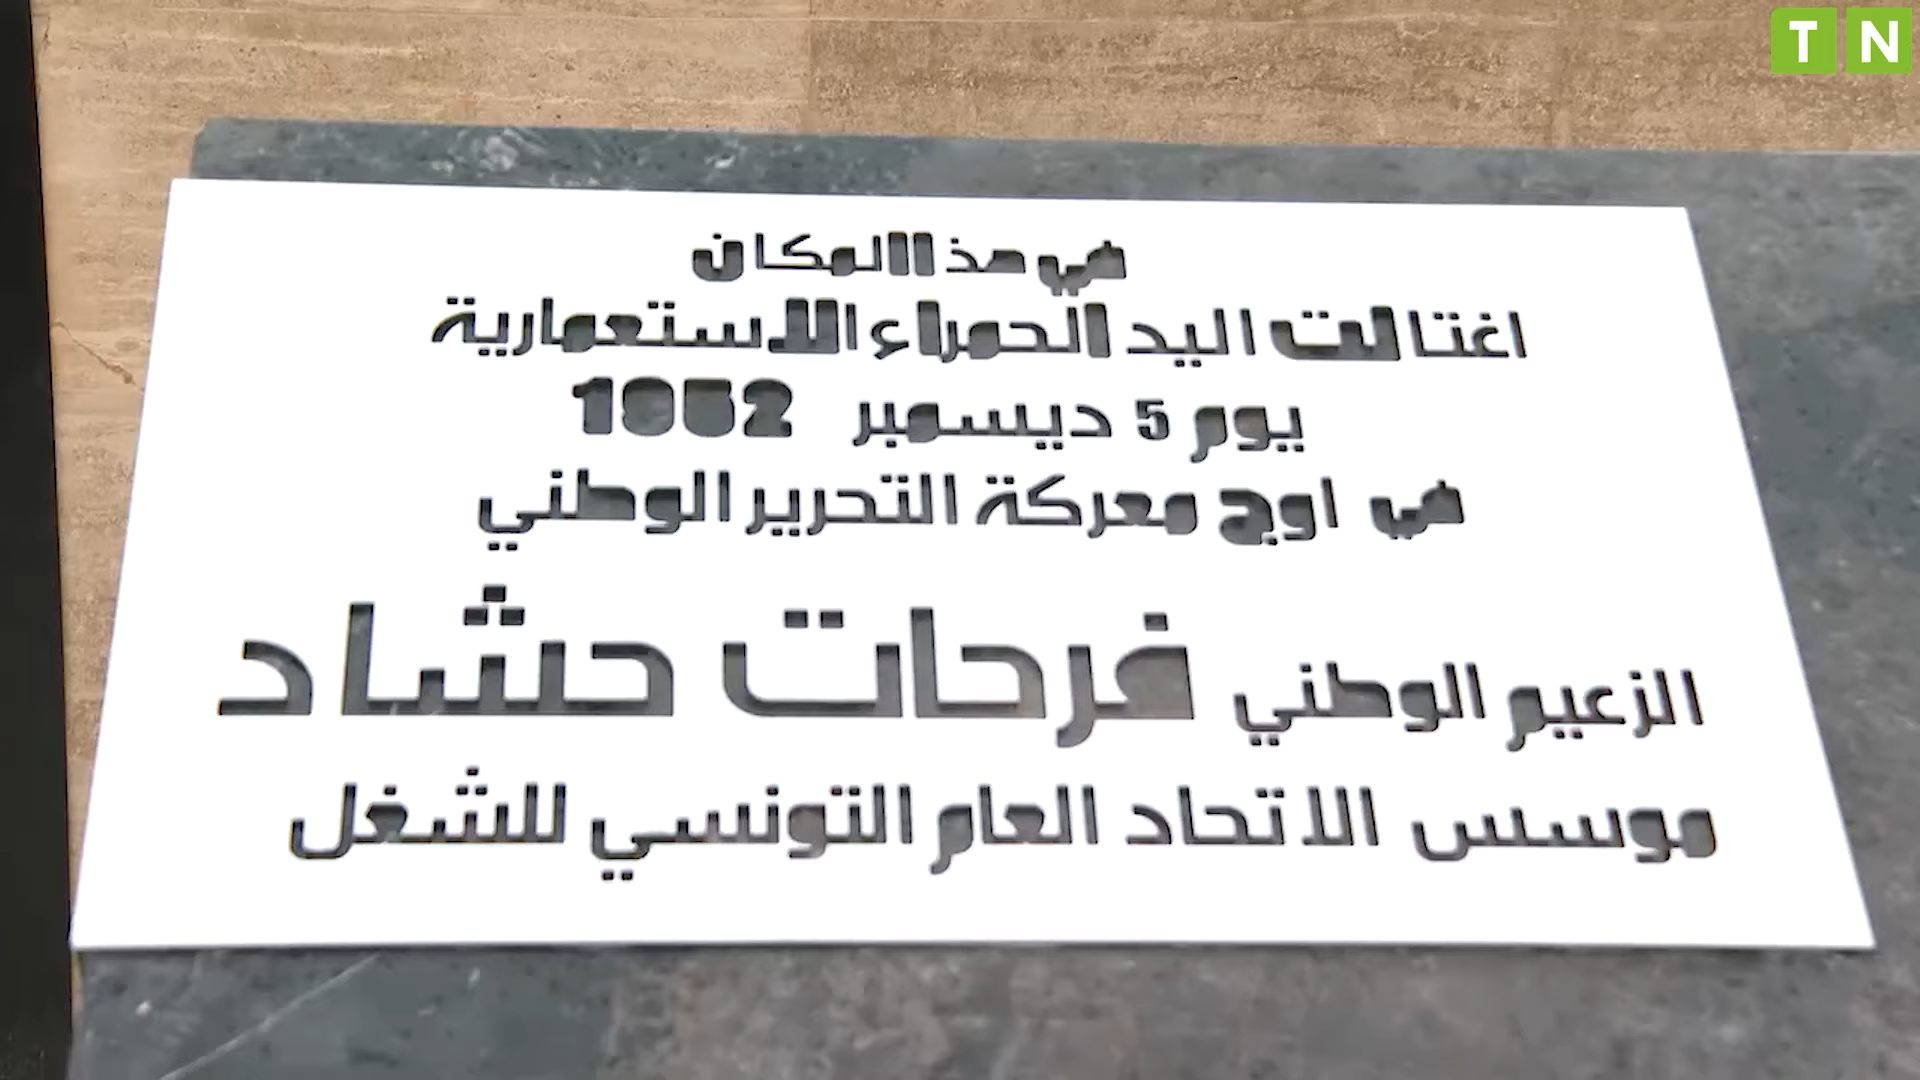 TN
في هذا المكان
اغتالت اليد الحمراء الاستعمارية
يوم 5 ديسمبر 1952
في اوج معركة التحرير الوطني
الزعيم الوطني فرحات حشاد
موسس الاتحاد العام التونسي للشغل